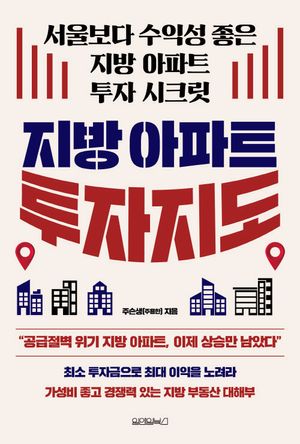 서울보다 수익성 좋은
지방 아파트
투자 시크릿
지방 아파트
투자지도
주슨생(주용한) 지음
“공급절벽 위기 지방 아파트, 이제 상승만 남았다”
최소 투자금으로 최대 이익을 노려라
가성비 좋고 경쟁력 있는 지방 부동산 대해부